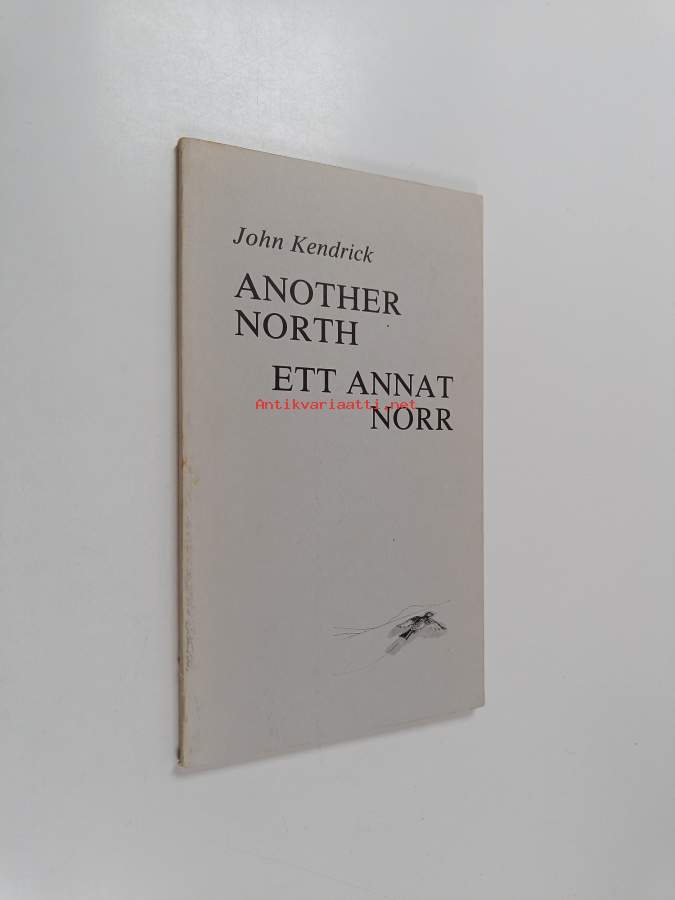 John Kendrick
ANOTHER
NORTH
ETT ANNAT
Antikvariaatti.net
NORR